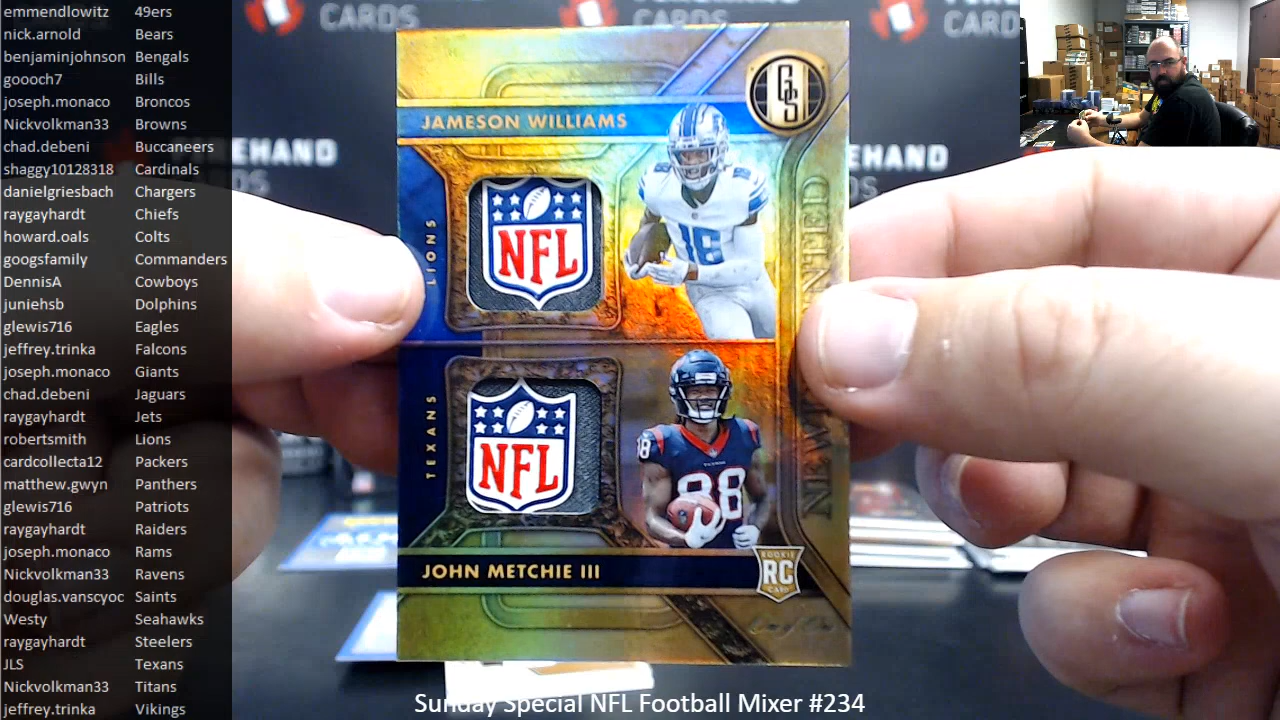 emmendlowitz 49ers
nick.arnold Bears
benjaminjohnson Bengals
goooch7 Bills
joseph.monaco Broncos
Nickvolkman33 Browns
chad.debeni Buccaneers
shaggy10128318 Cardinals
danielgriesbach Chargers
raygayhardt Chiefs
howard.oals Colts
googsfamily Commanders
DennisA Cowboys
juniehsb Dolphins
glewis716 Eagles
jeffrey.trinka Falcons
joseph.monaco Giants
chad.debeni Jaguars
raygayhardt Jets
robertsmith Lions
cardcollecta12 Packers
matthew.gwyn Panthers
glewis716 Patriots
raygayhardt Raiders
joseph.monaco Rams
Nickvolkman33 Ravens
douglas.vanscyoc Saints
Westy Seahawks
raygayhardt Steelers
JLS Texans
Nickvolkman33 Titans
jeffrey.trinka Vikings
CARDS
CARDS
CARDS
REHAND
GS
JAMESON WILLIAMS
LIONS
NFL
18
18
TEXANS
NFL
88
88
JOHN METCHIE III
ROOKIE
RC
CARD
Sunday Special NFL Football Mixer #234